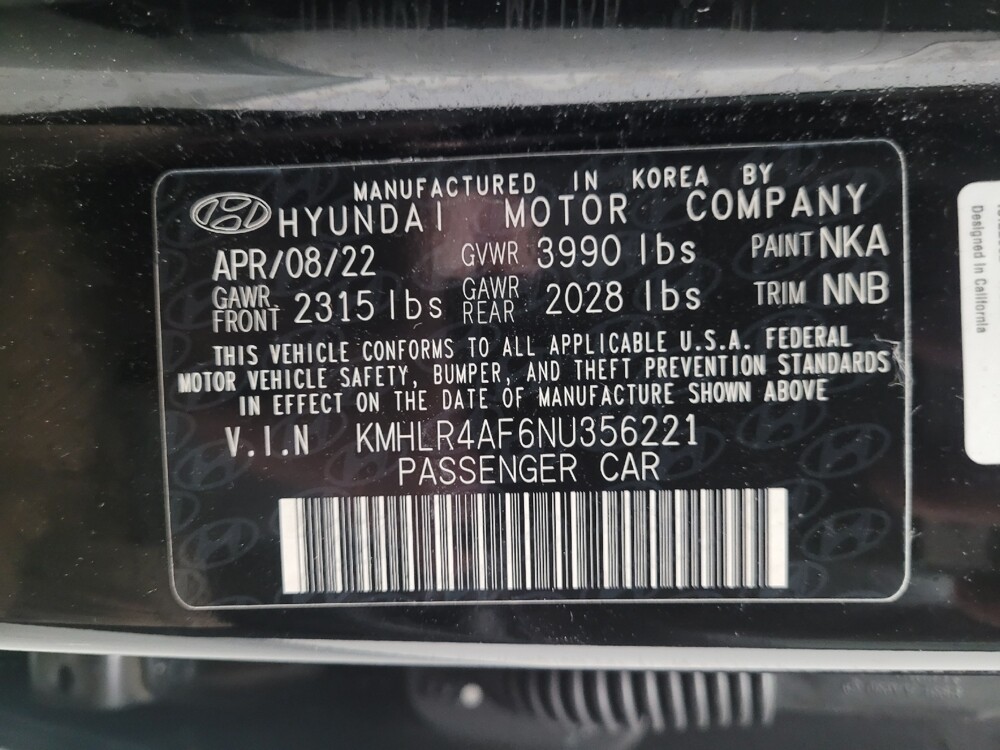 MANUFACTURED IN KOREA BY
HYUNDAI MOTOR COMPANY
APR/08/22 GVWR 3990 lbs PAINT NKA
GAWR FRONT 2315 lbs GAWR REAR 2028 lbs TRIM NNB
THIS VEHICLE CONFORMS TO ALL APPLICABLE U.S.A. FEDERAL
MOTOR VEHICLE SAFETY, BUMPER, AND THEFT PREVENTION STANDARDS
IN EFFECT ON THE DATE OF MANUFACTURE SHOWN ABOVE
V.I.N KMHLR4AF6NU356221
PASSENGER CAR
Designed in California